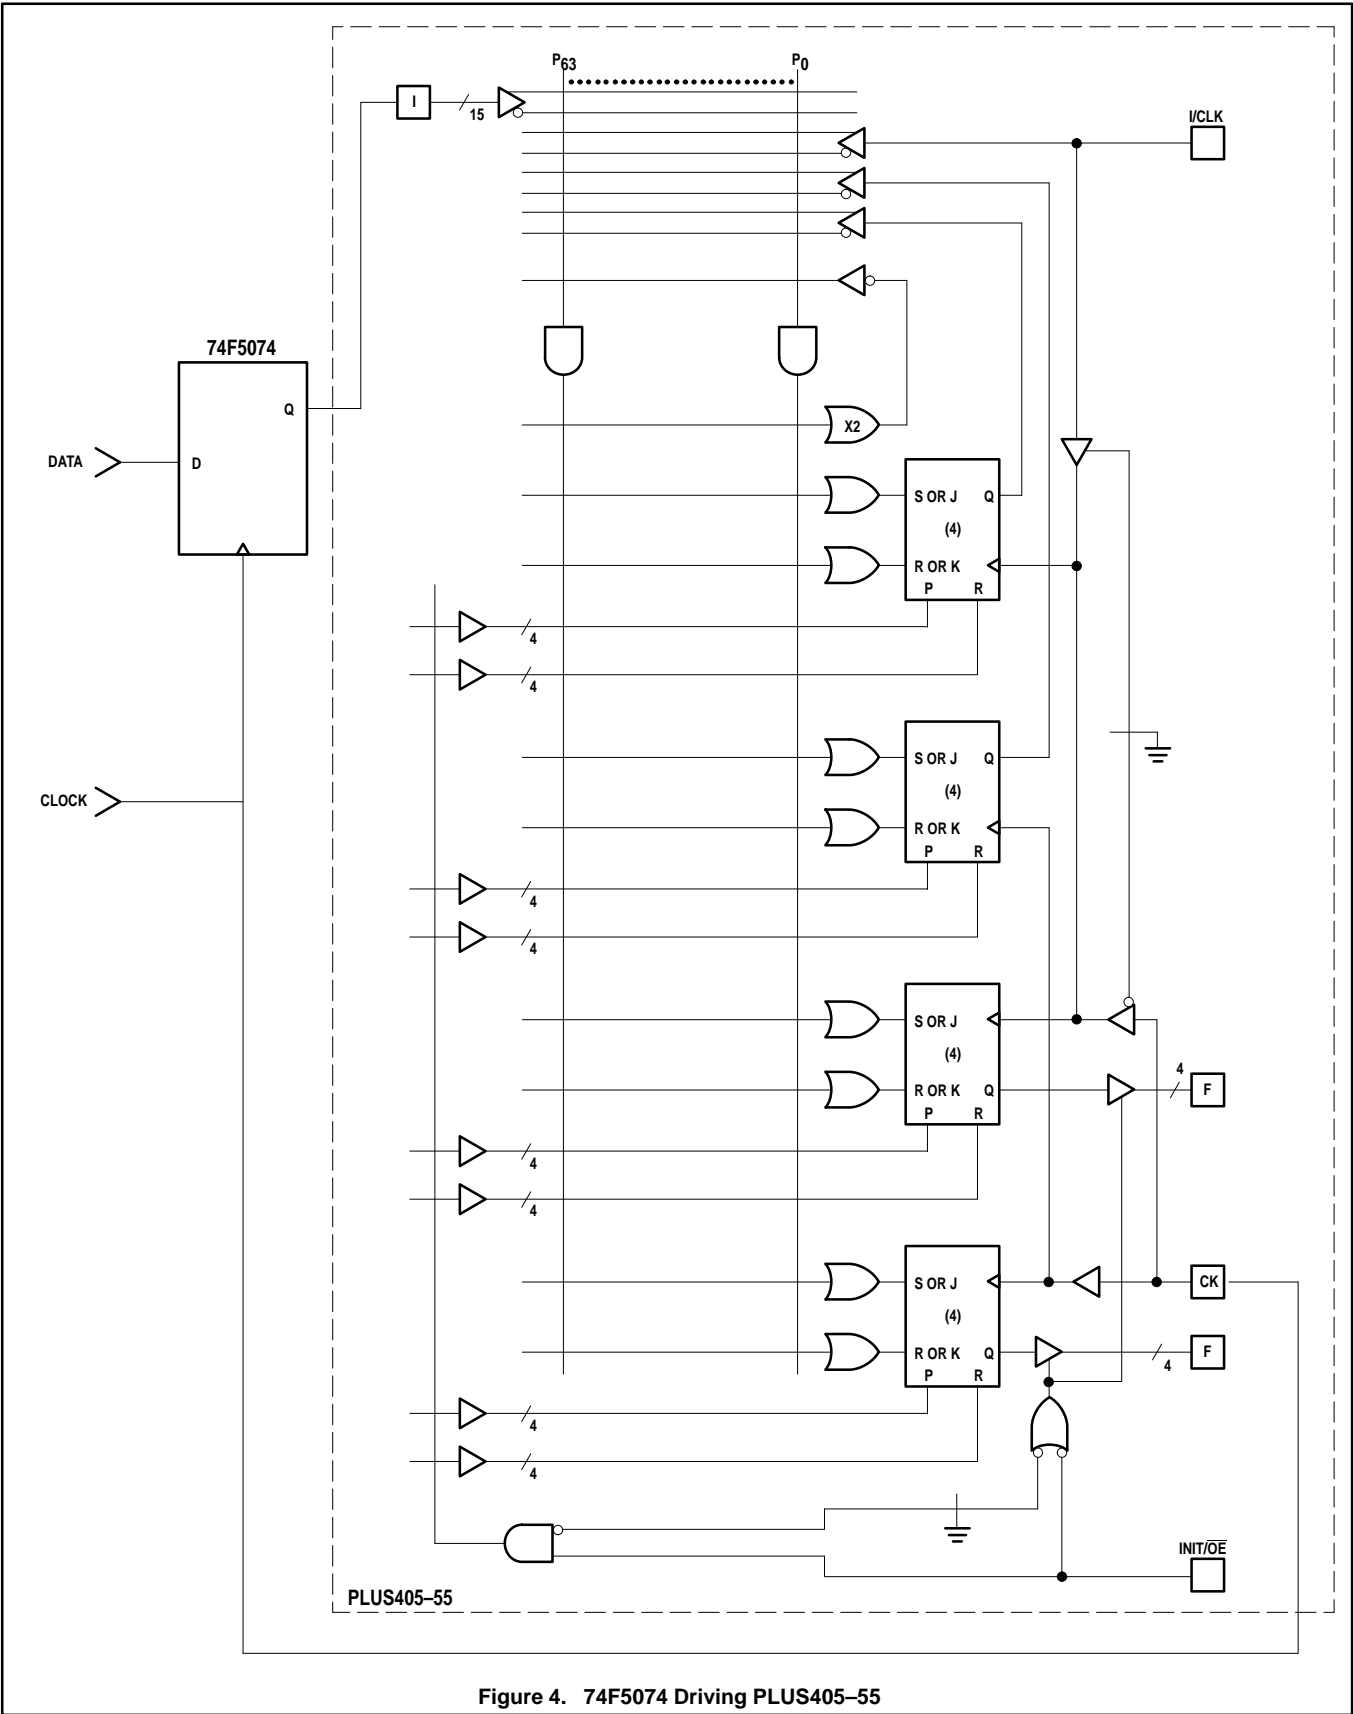 P63
P0
I
15
I/CLK
74F5074
Q
DATA
D
X2
S OR J Q
(4)
R OR K
P R
4
4
S OR J Q
CLOCK
(4)
R OR K
P R
4
4
S OR J
(4)
4
R OR K Q
F
P R
4
4
S OR J
CK
(4)
R OR K Q
F
4
P R
4
4
INIT/OE
PLUS405–55
Figure 4. 74F5074 Driving PLUS405–55